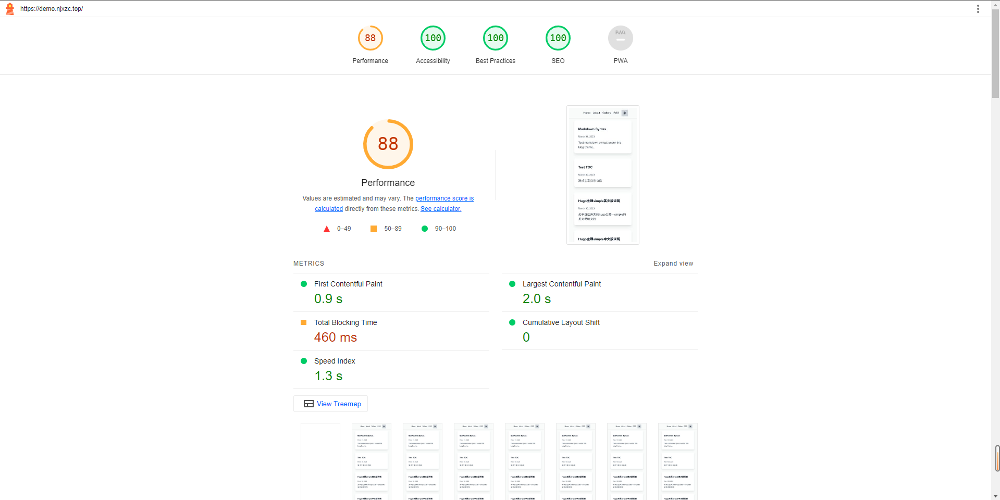 https://demo.njxzc.top/
88
100
100
100
PWA
Performance
Accessibility
Best Practices
SEO
PWA
88
Performance
Values are estimated and may vary. The performance score is
calculated directly from these metrics. See calculator.
0–49
50–89
90–100
Home About Gallery RSS
Markdown Syntax
March 31, 2023
Test markdown syntax under this
blog theme.
Test TOC
March 30, 2023
测试文章目录功能
Hugo主题simple英文版说明
March 30, 2023
关于自己开发的hugo主题—simple的
英文说明文档
Hugo主题simple中文版说明
METRICS
Expand view
First Contentful Paint
0.9 s
Largest Contentful Paint
2.0 s
Total Blocking Time
460 ms
Cumulative Layout Shift
0
Speed Index
1.3 s
View Treemap